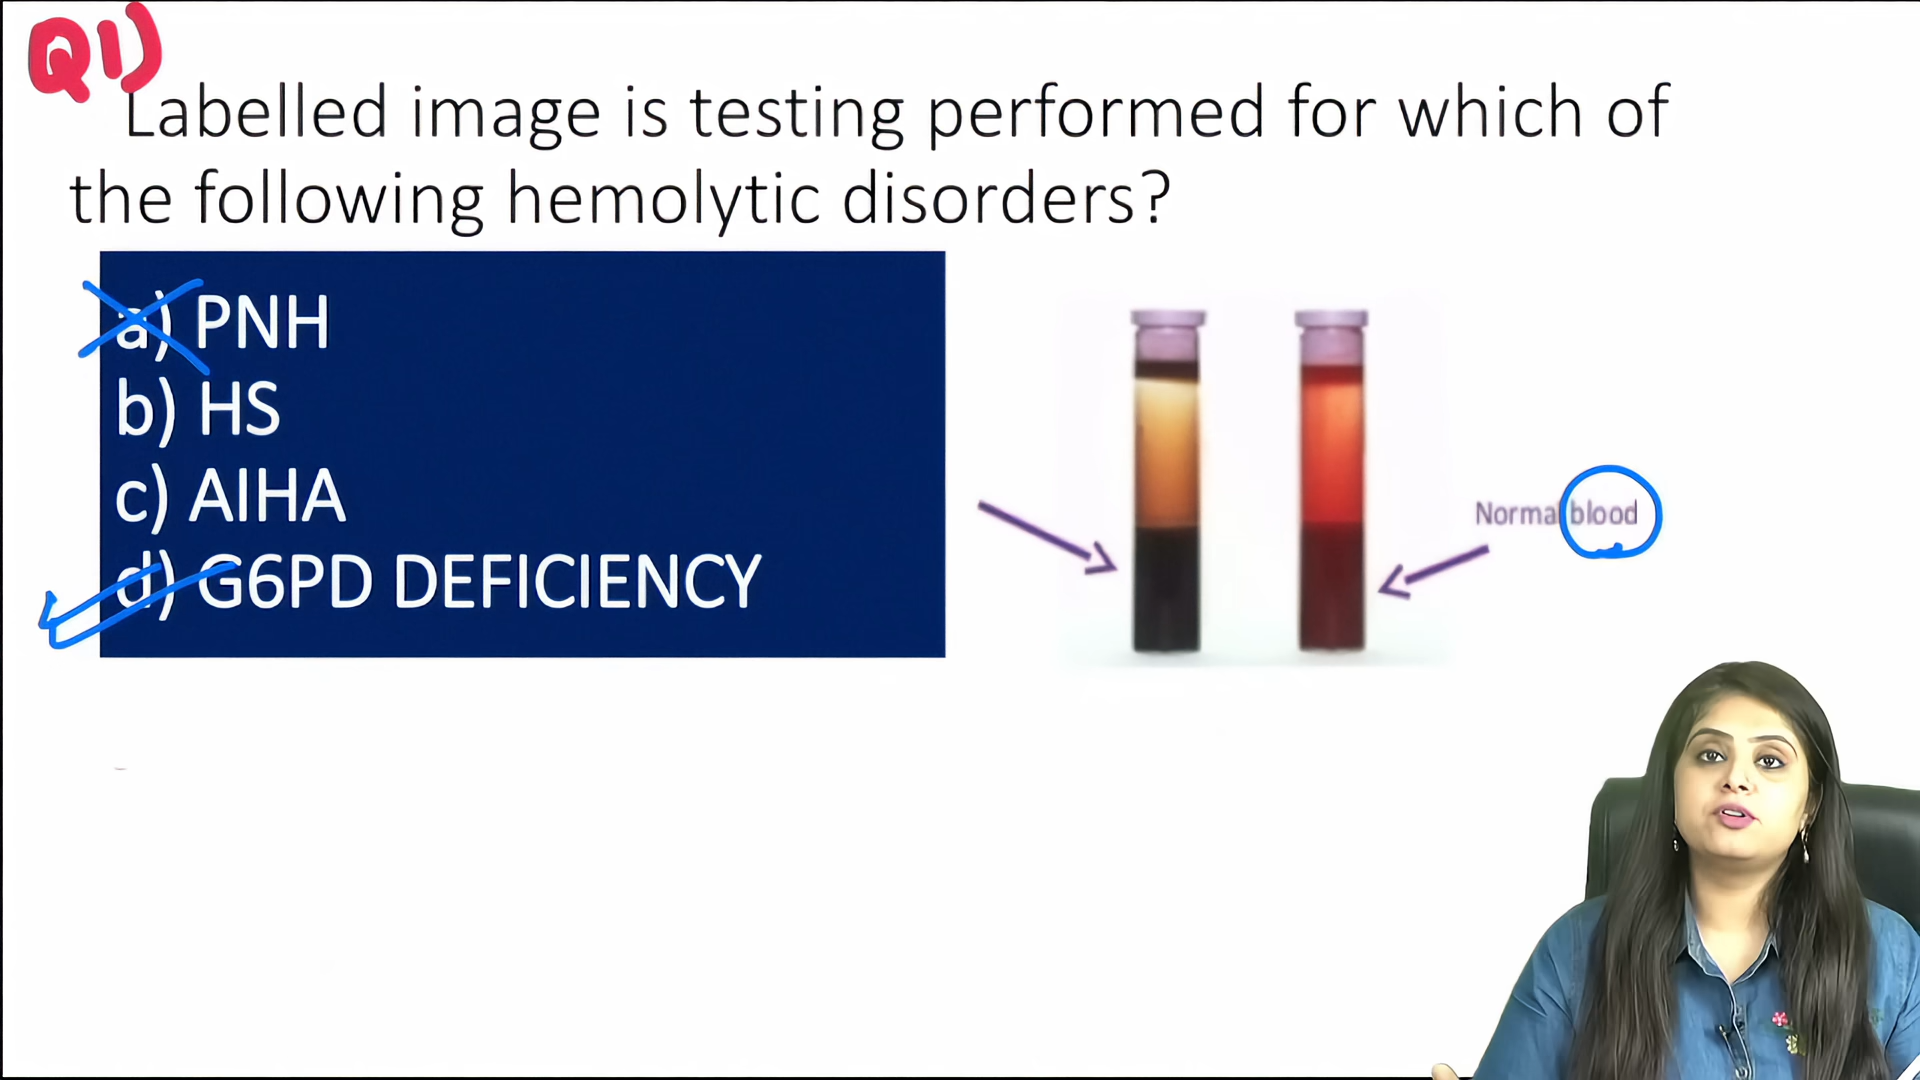 Q1)
Labelled image is testing performed for which of
the following hemolytic disorders?
a) PNH
b) HS
c) AIHA
d) G6PD DEFICIENCY
Normal blood